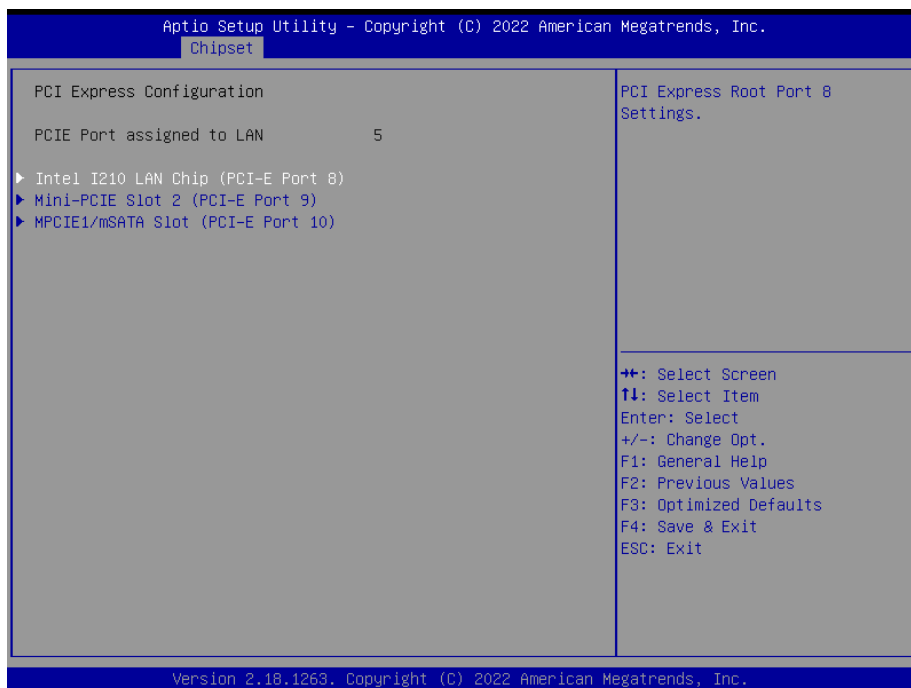 Aptio Setup Utility – Copyright (C) 2022 American Megatrends, Inc.
Chipset
PCI Express Configuration
PCIE Port assigned to LAN 5
Intel I210 LAN Chip (PCI-E Port 8)
Mini-PCIE Slot 2 (PCI-E Port 9)
MPCIE1/mSATA Slot (PCI-E Port 10)
PCI Express Root Port 8
Settings.
→←: Select Screen
↑↓: Select Item
Enter: Select
+/-: Change Opt.
F1: General Help
F2: Previous Values
F3: Optimized Defaults
F4: Save & Exit
ESC: Exit
Version 2.18.1263. Copyright (C) 2022 American Megatrends, Inc.